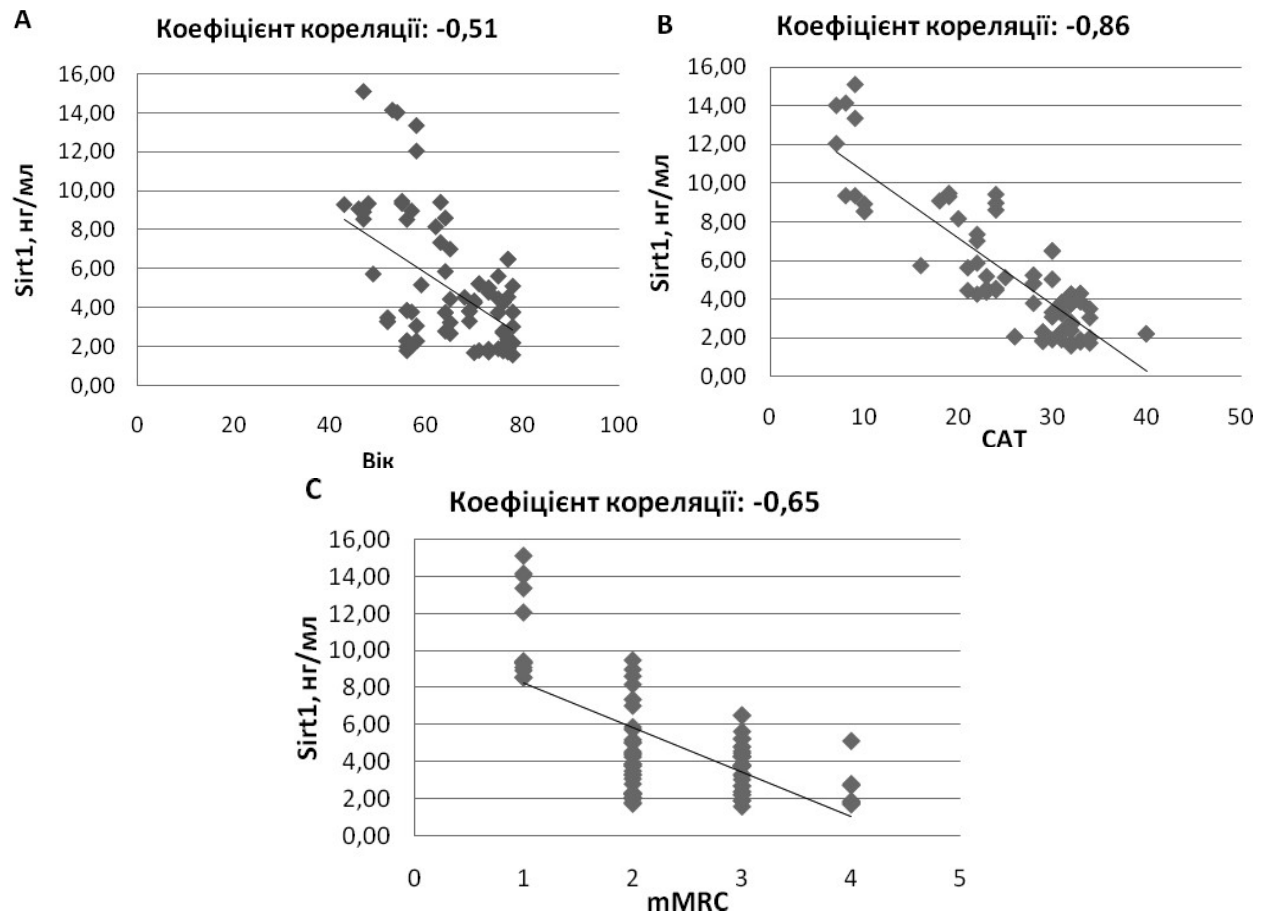 A
Коефіцієнт кореляції: -0,51
Sirt1, нг/мл
16,00
14,00
12,00
10,00
8,00
6,00
4,00
2,00
0,00
0 20 40 60 80 100
Вік
B
Коефіцієнт кореляції: -0,86
Sirt1, нг/мл
16,00
14,00
12,00
10,00
8,00
6,00
4,00
2,00
0,00
0 10 20 30 40 50
CAT
C
Коефіцієнт кореляції: -0,65
Sirt1, нг/мл
16,00
14,00
12,00
10,00
8,00
6,00
4,00
2,00
0,00
0 1 2 3 4 5
mMRC